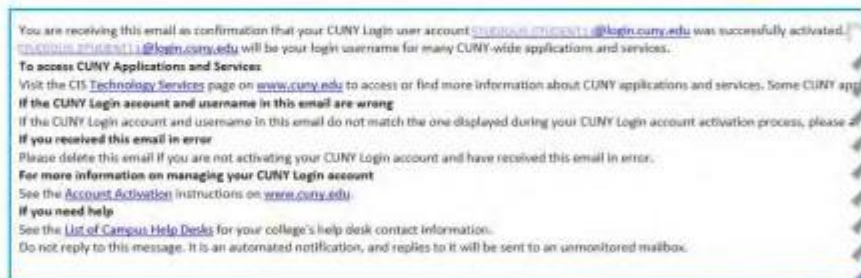 You are receiving this email as confirmation that your CUNY Login user account @login.cuny.edu was successfully activated.
@login.cuny.edu will be your login username for many CUNY-wide applications and services.
To access CUNY Applications and Services
Visit the CIS Technology Services page on www.cuny.edu to access or find more information about CUNY applications and services. Some CUNY app
If the CUNY Login account and username in this email are wrong
If the CUNY Login account and username in this email do not match the one displayed during your CUNY Login account activation process, please
If you received this email in error
Please delete this email if you are not activating your CUNY Login account and have received this email in error.
For more information on managing your CUNY Login account
See the Account Activation instructions on www.cuny.edu.
If you need help
See the List of Campus Help Desks for your college's help desk contact information.
Do not reply to this message. It is an automated notification, and replies to it will be sent to an unmonitored mailbox.